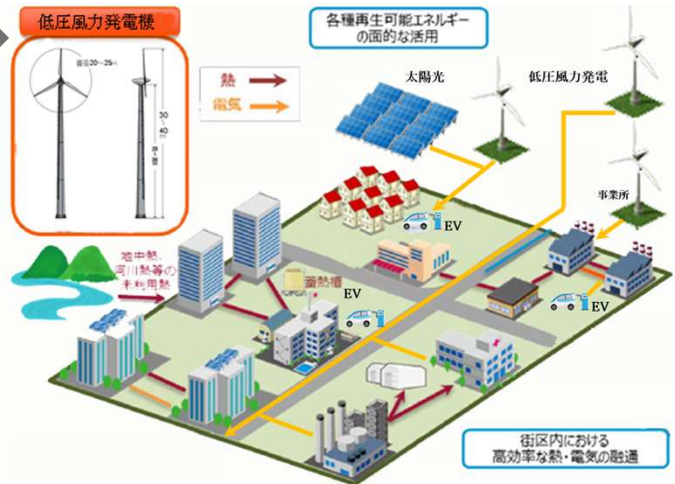 低圧風力発電機
直径20～25m
30～40m
各種再生可能エネルギー
の面的な活用
熱
電気
太陽光
低圧風力発電
事業所
EV
地中熱、
河川熱等の
未利用熱
蓄熱槽
EV
EV
街区内における
高効率な熱・電気の融通